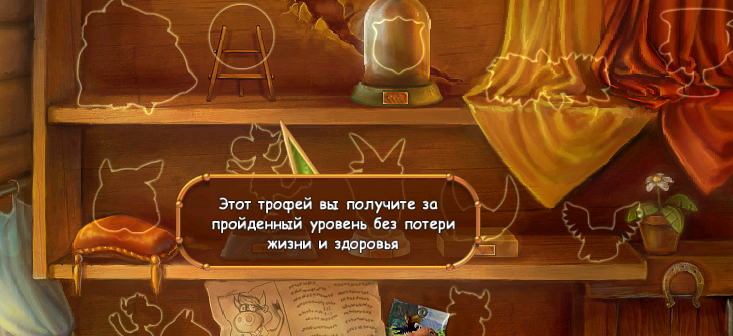 Этот трофей вы получите за
пройденный уровень без потери
жизни и здоровья